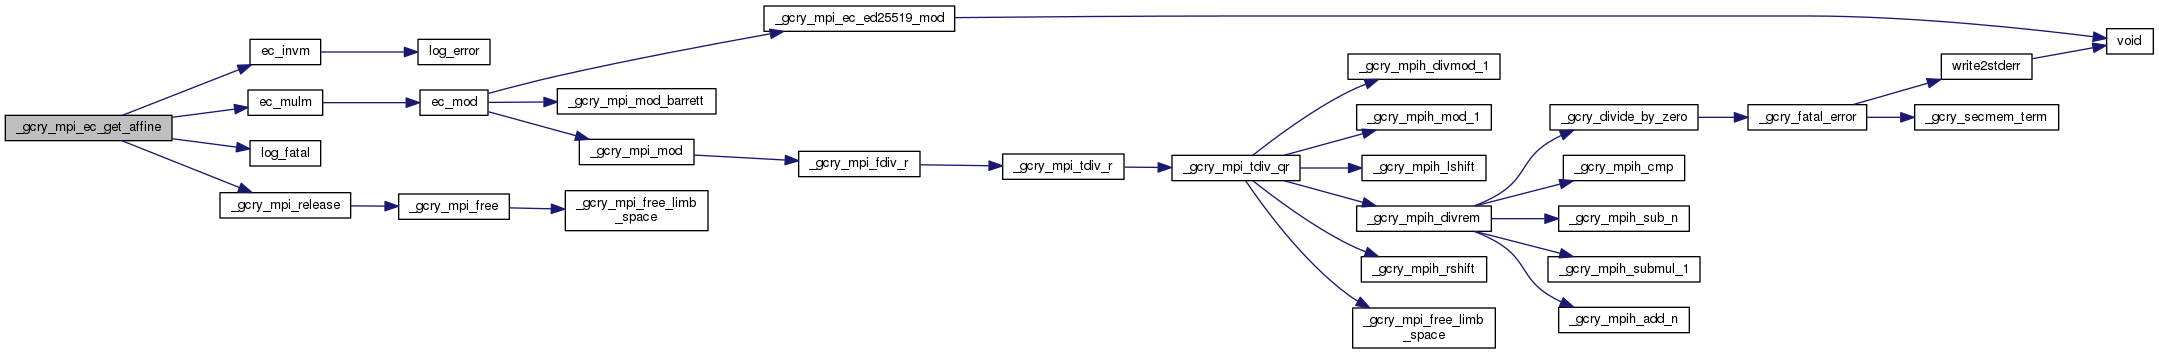 _gcry_mpi_ec_get_affine
ec_invm
log_error
ec_mulm
log_fatal
_gcry_mpi_release
_gcry_mpi_free
_gcry_mpi_free_limb
_space
ec_mod
_gcry_mpi_ec_ed25519_mod
_gcry_mpi_mod_barrett
_gcry_mpi_mod
_gcry_mpi_fdiv_r
_gcry_mpi_tdiv_r
_gcry_mpi_tdiv_qr
_gcry_mpih_divmod_1
_gcry_mpih_mod_1
_gcry_mpih_lshift
_gcry_mpih_divrem
_gcry_mpih_rshift
_gcry_mpi_free_limb
_space
_gcry_divide_by_zero
_gcry_mpih_cmp
_gcry_mpih_sub_n
_gcry_mpih_submul_1
_gcry_mpih_add_n
_gcry_fatal_error
write2stderr
_gcry_secmem_term
void